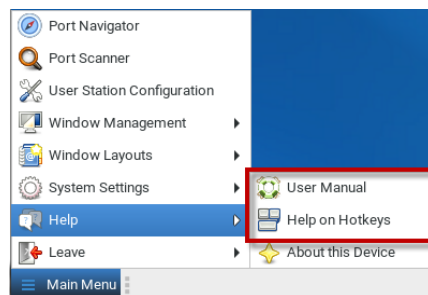 Port Navigator
Port Scanner
User Station Configuration
Window Management
Window Layouts
System Settings
Help
Leave
Main Menu
User Manual
Help on Hotkeys
About this Device